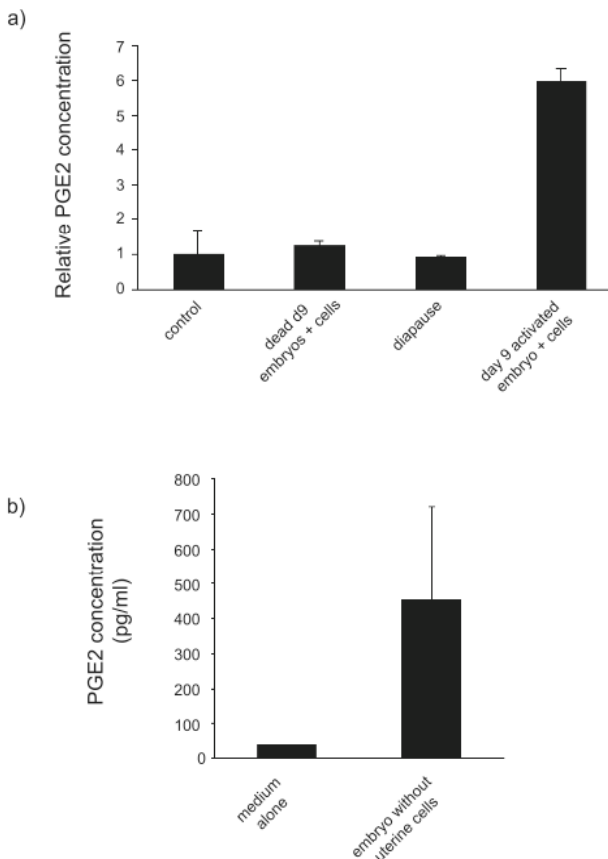 a)
Relative PGE2 concentration
7
6
5
4
3
2
1
0
control
dead d9
embryos + cells
diapause
day 9 activated
embryo + cells
b)
PGE2 concentration
(pg/ml)
800
700
600
500
400
300
200
100
0
medium
alone
embryo without
uterine cells